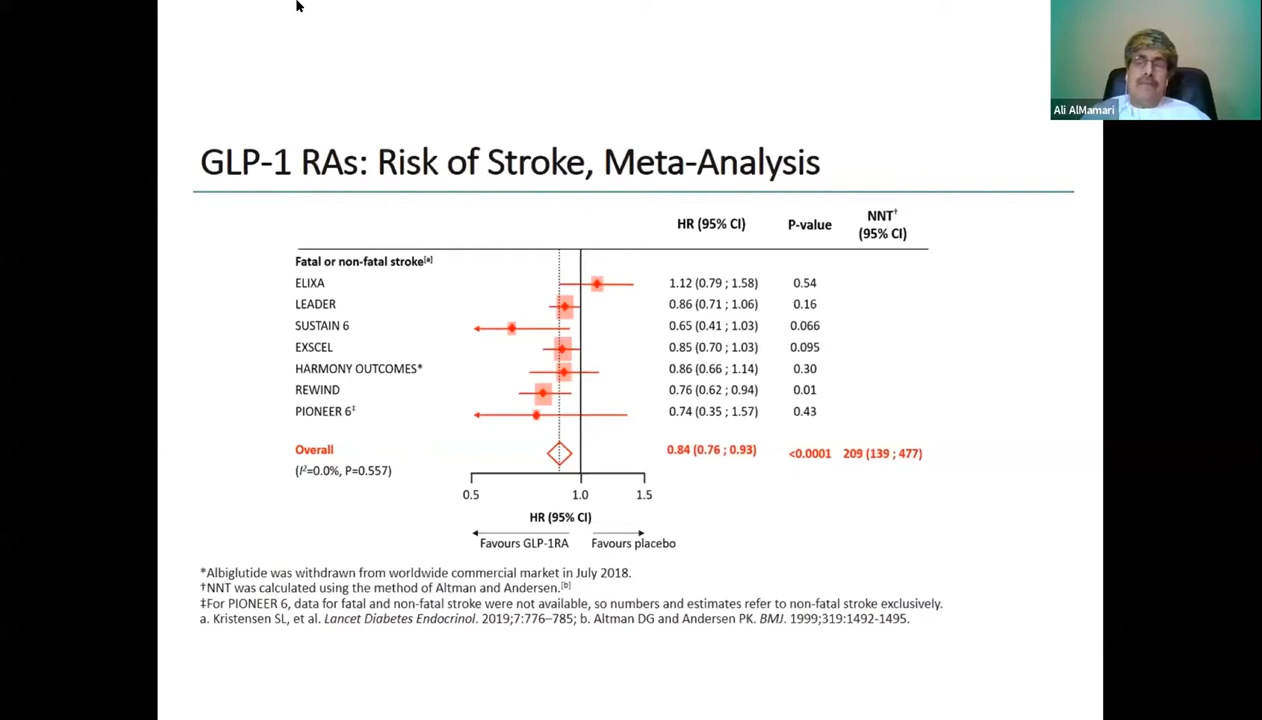 Ali AlMamari
GLP-1 RAs: Risk of Stroke, Meta-Analysis
HR (95% CI) P-value NNT† (95% CI)
Fatal or non-fatal stroke[a]
ELIXA 1.12 (0.79 ; 1.58) 0.54
LEADER 0.86 (0.71 ; 1.06) 0.16
SUSTAIN 6 0.65 (0.41 ; 1.03) 0.066
EXSCEL 0.85 (0.70 ; 1.03) 0.095
HARMONY OUTCOMES* 0.86 (0.66 ; 1.14) 0.30
REWIND 0.76 (0.62 ; 0.94) 0.01
PIONEER 6‡ 0.74 (0.35 ; 1.57) 0.43
Overall 0.84 (0.76 ; 0.93) <0.0001 209 (139 ; 477)
(I²=0.0%, P=0.557)
0.5 1.0 1.5
HR (95% CI)
Favours GLP-1RA Favours placebo
*Albiglutide was withdrawn from worldwide commercial market in July 2018.
†NNT was calculated using the method of Altman and Andersen.[b]
‡For PIONEER 6, data for fatal and non-fatal stroke were not available, so numbers and estimates refer to non-fatal stroke exclusively.
a. Kristensen SL, et al. Lancet Diabetes Endocrinol. 2019;7:776–785; b. Altman DG and Andersen PK. BMJ. 1999;319:1492-1495.